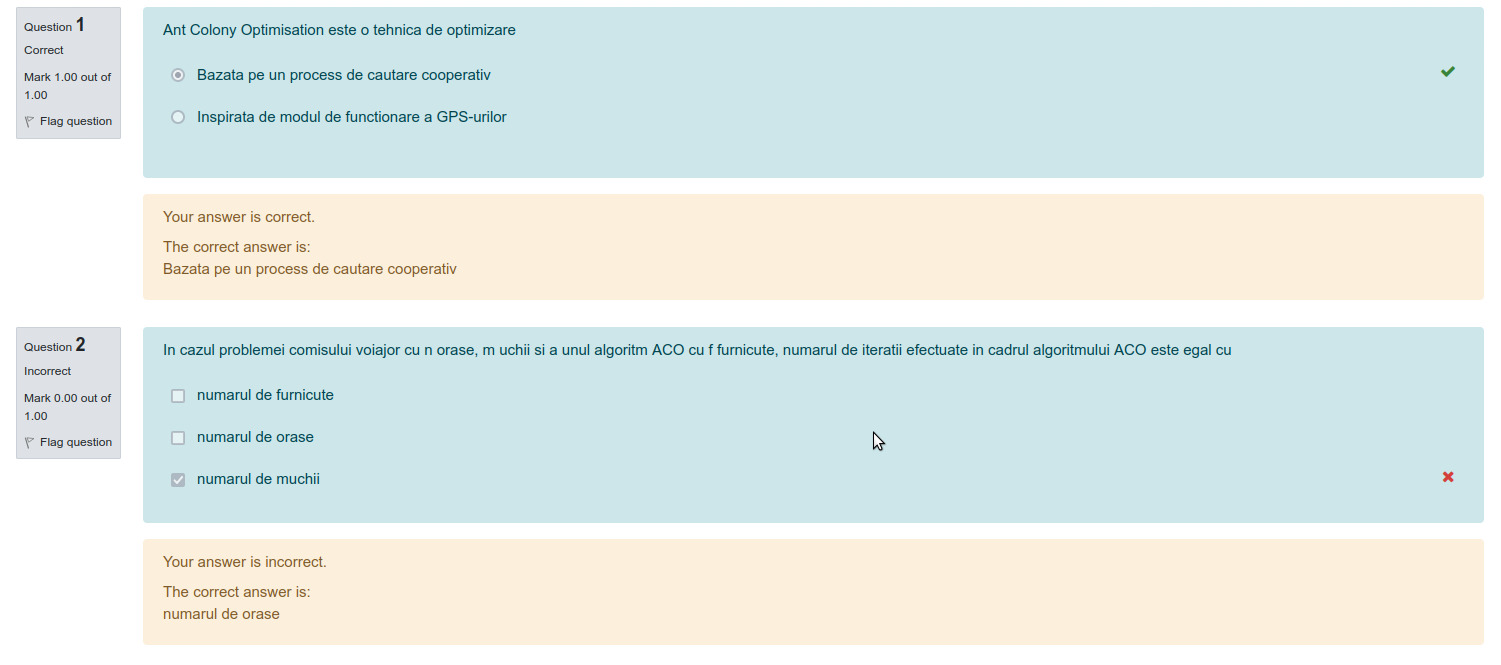 Question 1
Correct
Mark 1.00 out of
1.00
Flag question
Ant Colony Optimisation este o tehnica de optimizare
Bazata pe un process de cautare cooperativ
Inspirata de modul de functionare a GPS-urilor
Your answer is correct.
The correct answer is:
Bazata pe un process de cautare cooperativ
Question 2
Incorrect
Mark 0.00 out of
1.00
Flag question
In cazul problemei comisului voiajor cu n orase, m uchii si a unul algoritm ACO cu f furnicute, numarul de iteratii efectuate in cadrul algoritmului ACO este egal cu
numarul de furnicute
numarul de orase
numarul de muchii
Your answer is incorrect.
The correct answer is:
numarul de orase